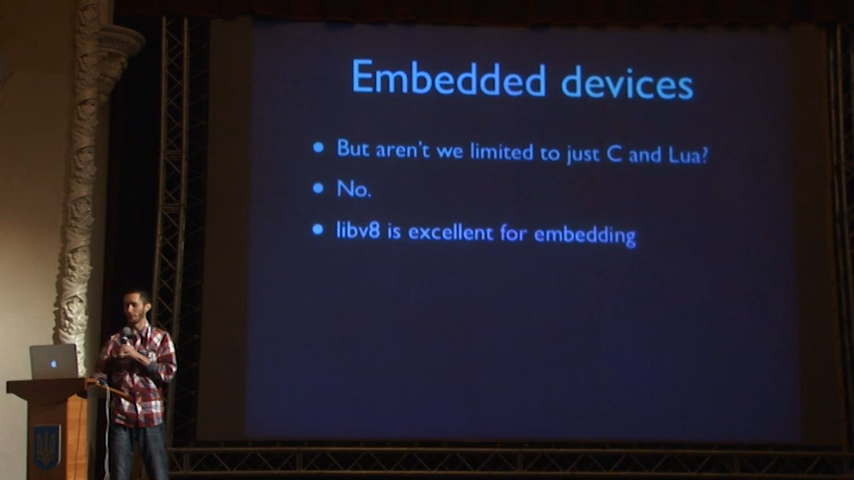 Embedded devices
• But aren't we limited to just C and Lua?
• No.
• libv8 is excellent for embedding